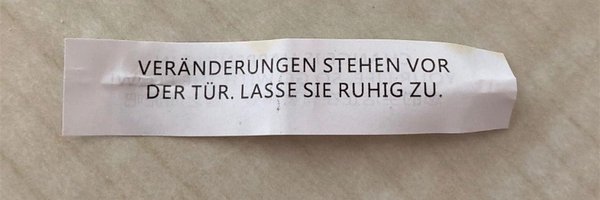 VERÄNDERUNGEN STEHEN VOR
DER TÜR. LASSE SIE RUHIG ZU.